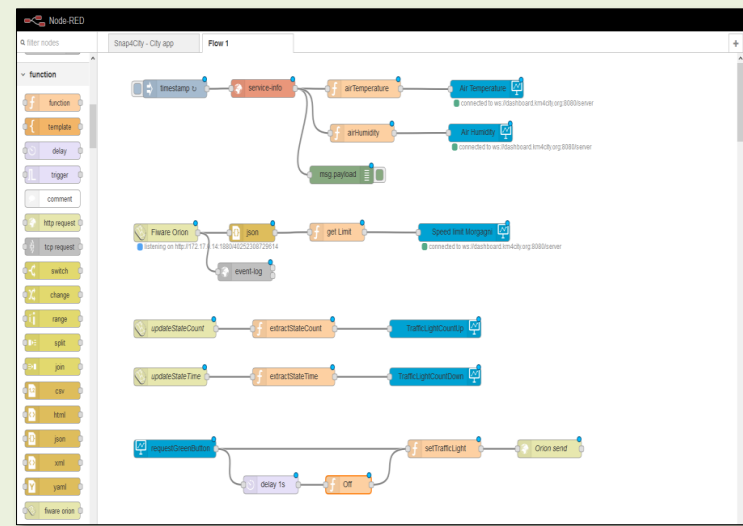 Node-RED
filter nodes
Snap4City - City app
Flow 1
+
function
function
template
delay
trigger
comment
http request
tcp request
switch
change
range
split
join
csv
html
json
xml
yaml
fiware orion
timestamp ↻
service-info
airTemperature
Air Temperature
connected to ws://dashboard.km4city.org:8080/server
airHumidity
Air Humidity
connected to ws://dashboard.km4city.org:8080/server
msg.payload
Fiware Orion
json
get Limit
Speed limit Morgagni
listening on
connected to ws://dashboard.km4city.org:8080/server
event-log
updateStateCount
extractStateCount
TrafficLightCountUp
updateStateTime
extractStateTime
TrafficLightCountDown
requestGreenButton
setTrafficLight
Orion send
delay 1s
Off